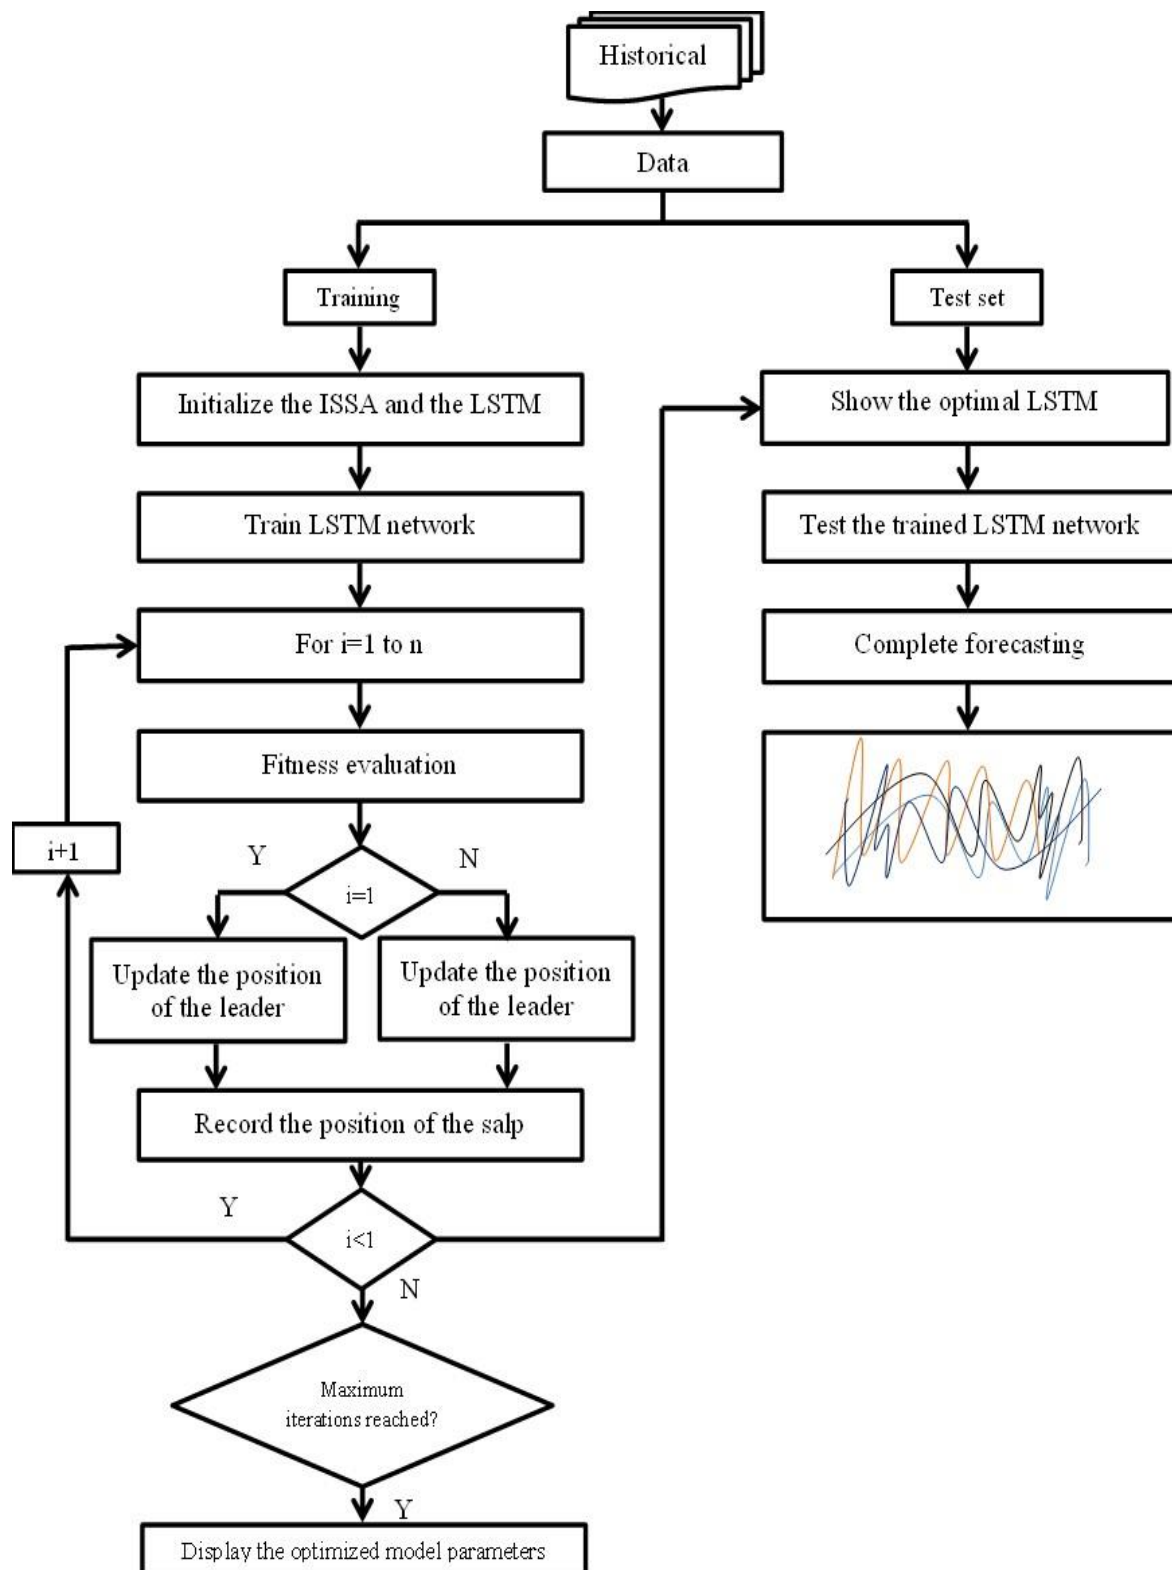 Historical
Data
Training
Test set
Initialize the ISSA and the LSTM
Show the optimal LSTM
Train LSTM network
Test the trained LSTM network
For i=1 to n
Complete forecasting
Fitness evaluation
i+1
Y
N
i=1
Update the position
of the leader
Update the position
of the leader
Record the position of the salp
Y
i<1
N
Maximum
iterations reached?
Y
Display the optimized model parameters